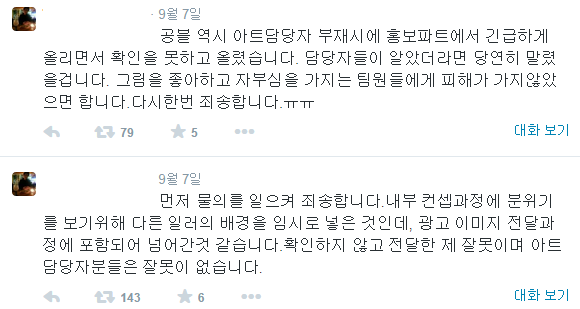 · 9월 7일
공블 역시 아트담당자 부재시에 홍보파트에서 긴급하게
올리면서 확인을 못하고 올렸습니다. 담당자들이 알았더라면 당연히 말렸
을겁니다. 그림을 좋아하고 자부심을 가지는 팀원들에게 피해가 가지않았
으면 합니다.다시한번 죄송합니다.ㅠㅠ
79 5 대화 보기
9월 7일
먼저 물의를 일으켜 죄송합니다.내부 컨셉과정에 분위기
를 보기위해 다른 일러의 배경을 임시로 넣은 것인데, 광고 이미지 전달과
정에 포함되어 넘어간것 같습니다.확인하지 않고 전달한 제 잘못이며 아트
담당자분들은 잘못이 없습니다.
143 6 대화 보기